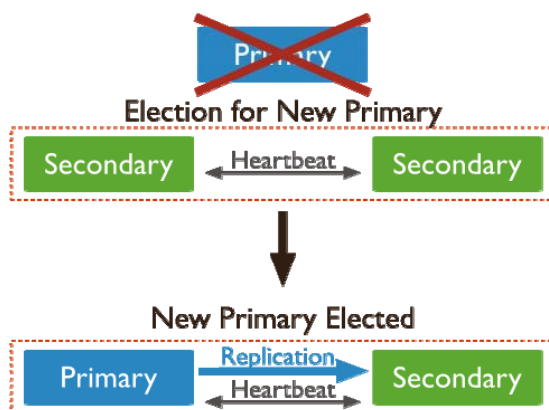 Primary
Election for New Primary
Secondary Heartbeat Secondary
New Primary Elected
Replication
Primary Secondary
Heartbeat